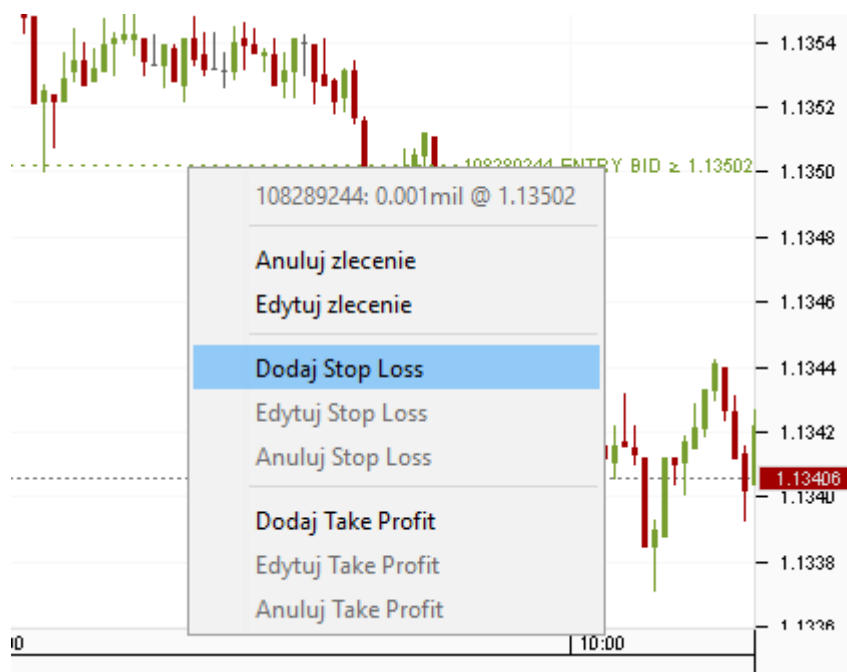 1.1354
1.1352
ENTRY BID ≥ 1.13502
1.1350
108289244: 0.001mil @ 1.13502
1.1348
Anuluj zlecenie
Edytuj zlecenie
1.1346
Dodaj Stop Loss
1.1344
Edytuj Stop Loss
1.1342
Anuluj Stop Loss
1.13406
1.1340
Dodaj Take Profit
Edytuj Take Profit
1.1338
Anuluj Take Profit
1.1336
10:00